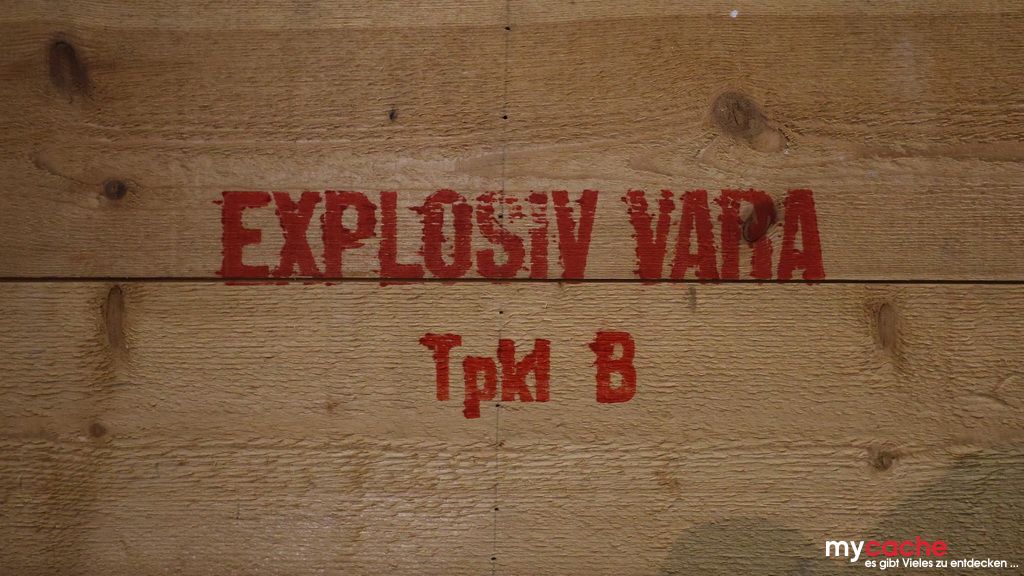 EXPLOSIV VARA
Tpkl B
mycache
es gibt Vieles zu entdecken ...